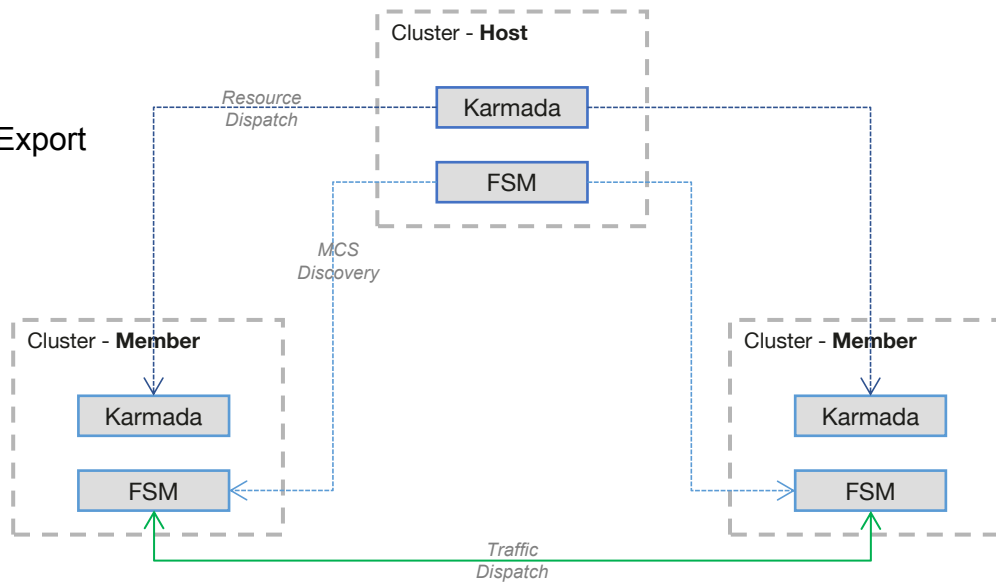 Cluster - Host
Resource
Dispatch
Karmada
Export
FSM
MCS
Discovery
Cluster - Member
Cluster - Member
Karmada
Karmada
FSM
FSM
Traffic
Dispatch